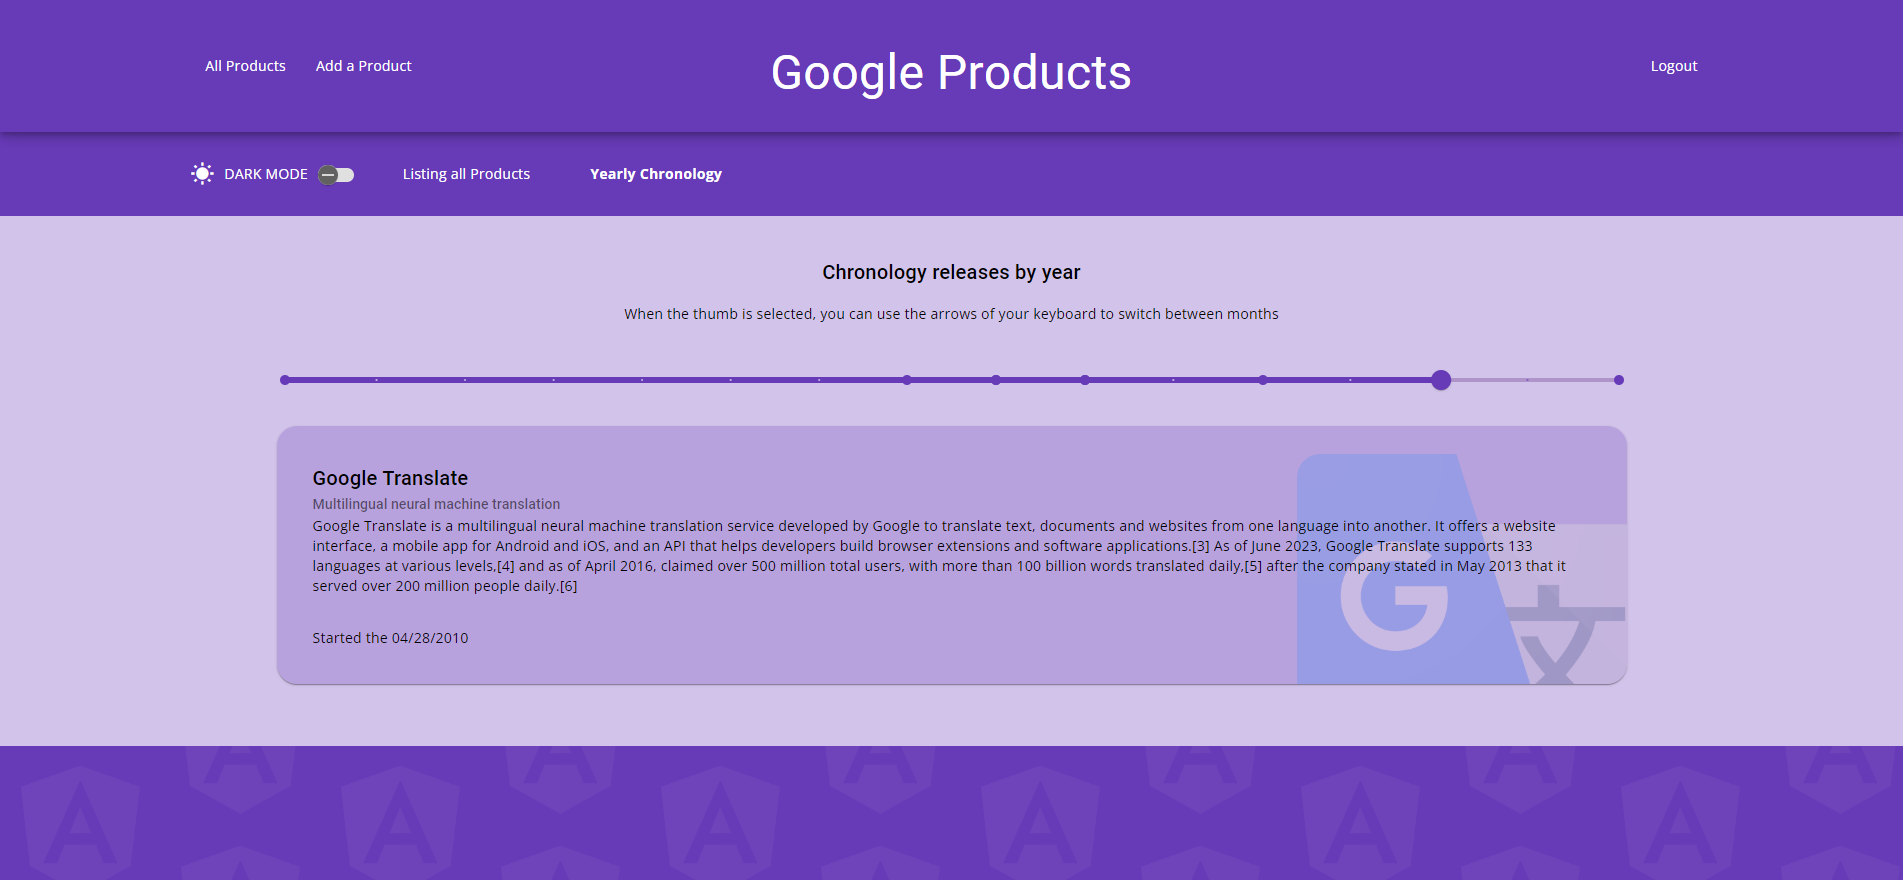 All Products
Add a Product
Google Products
Logout
DARK MODE
Listing all Products
Yearly Chronology
Chronology releases by year
When the thumb is selected, you can use the arrows of your keyboard to switch between months
Google Translate
Multilingual neural machine translation
Google Translate is a multilingual neural machine translation service developed by Google to translate text, documents and websites from one language into another. It offers a website
interface, a mobile app for Android and iOS, and an API that helps developers build browser extensions and software applications.[3] As of June 2023, Google Translate supports 133
languages at various levels,[4] and as of April 2016, claimed over 500 million total users, with more than 100 billion words translated daily,[5] after the company stated in May 2013 that it
served over 200 million people daily.[6]
Started the 04/28/2010